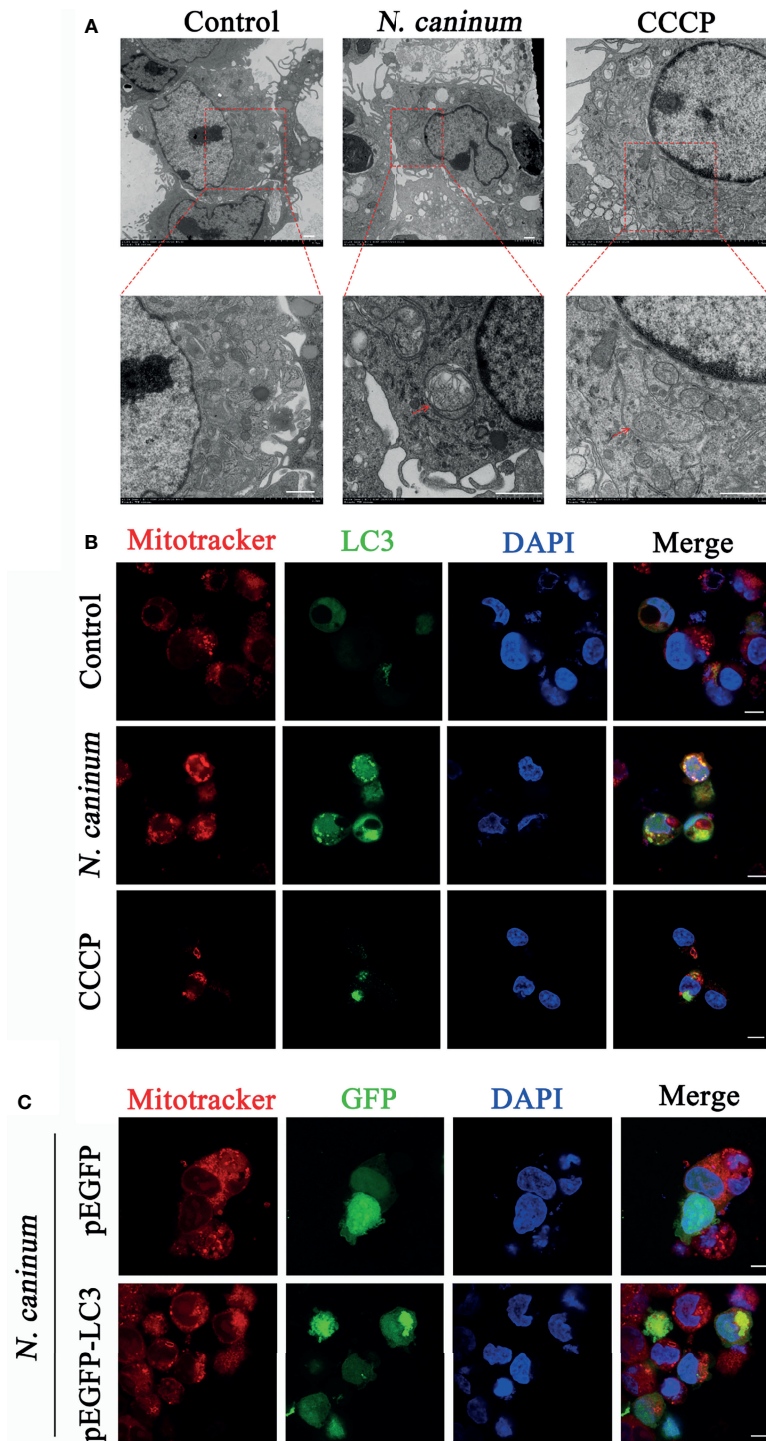 A
Control N. caninum CCCP
B
Mitotracker LC3 DAPI Merge
Control
N. caninum
CCCP
C
Mitotracker GFP DAPI Merge
N. caninum
pEGFP
pEGFP-LC3